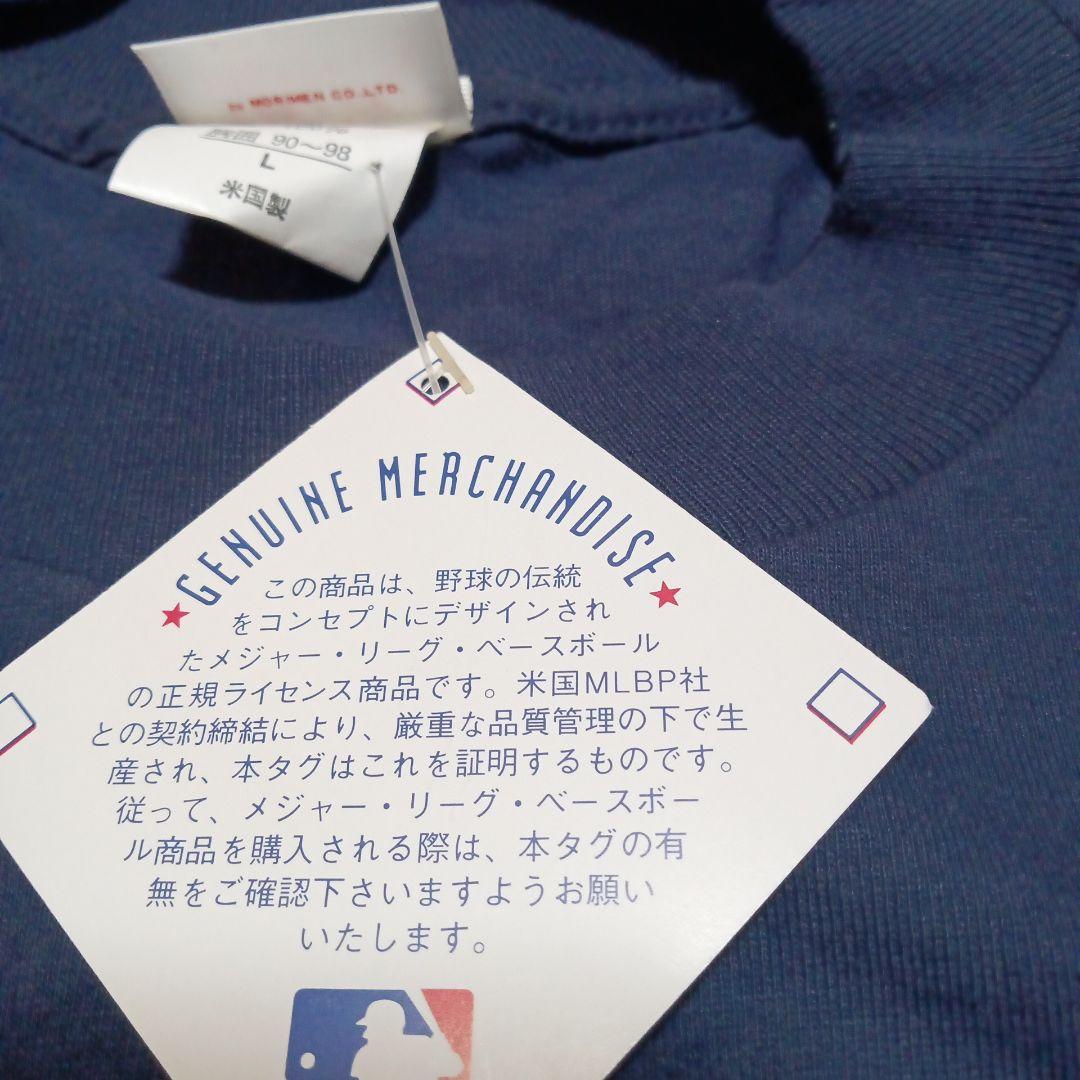 BY MORIMEN CO.,LTD.
胸囲 90〜98
L
米国製
GENUINE MERCHANDISE
この商品は、野球の伝統
をコンセプトにデザインされ
たメジャー・リーグ・ベースボール
の正規ライセンス商品です。米国MLBP社
との契約締結により、厳重な品質管理の下で生
産され、本タグはこれを証明するものです。
従って、メジャー・リーグ・ベースボー
ル商品を購入される際は、本タグの有
無をご確認下さいますようお願い
いたします。